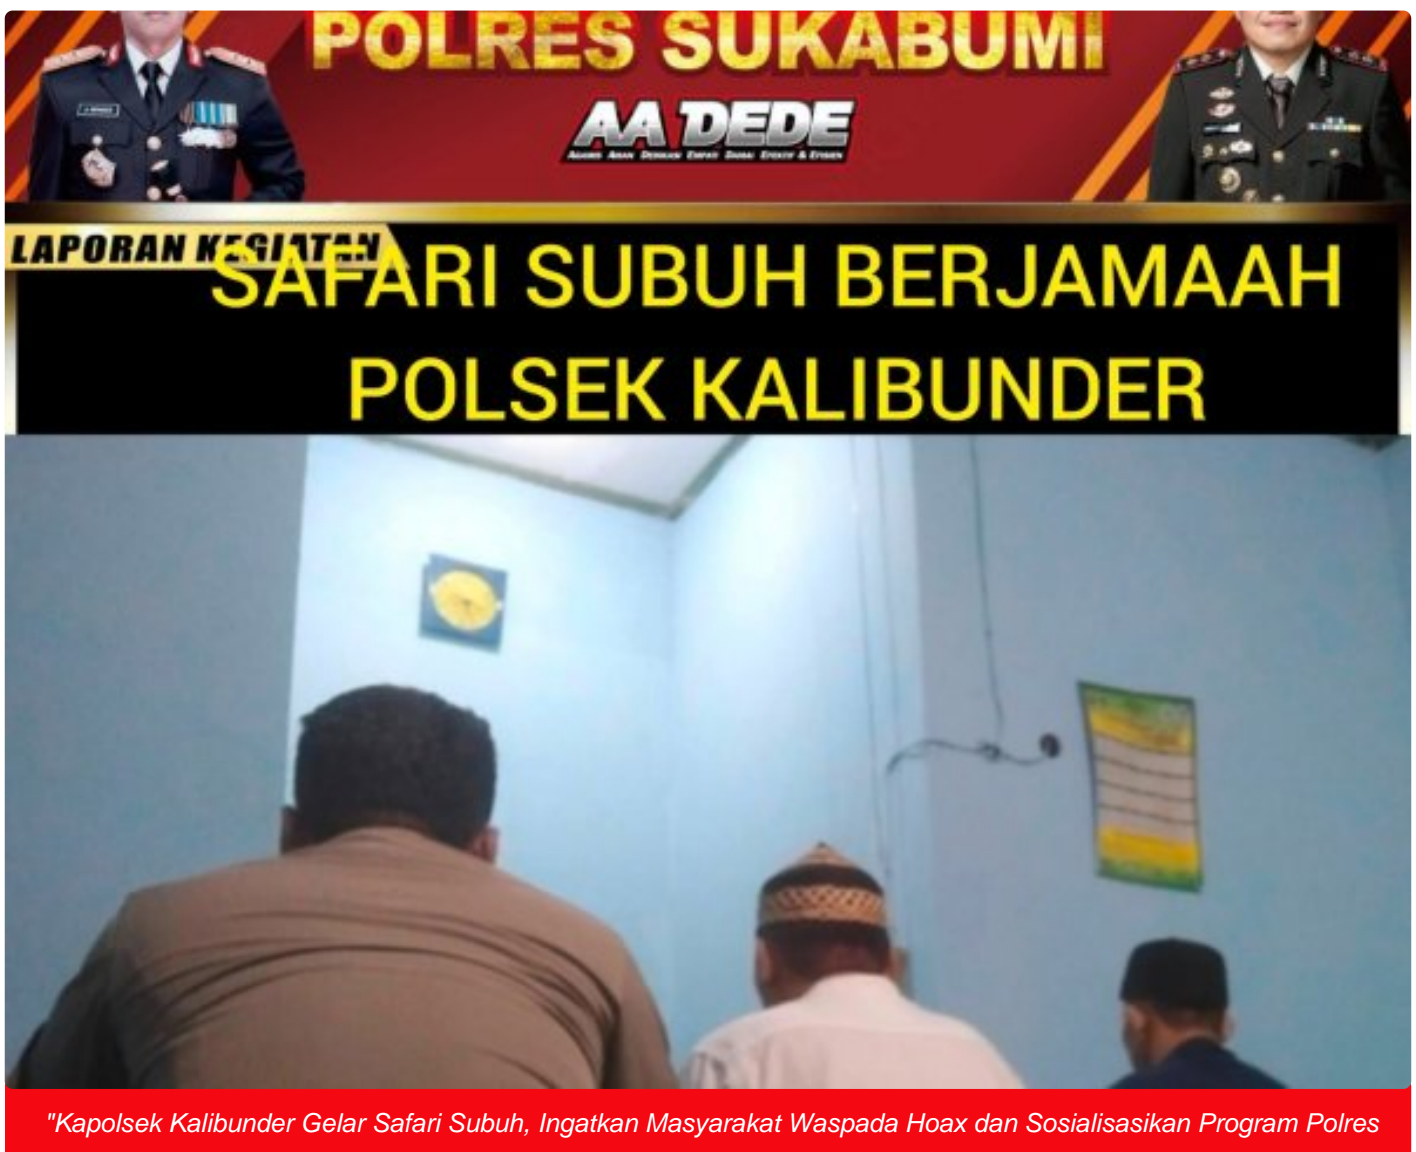 POLRES SUKABUMI
AA DEDE
LAPORAN KEGIATAN
SAFARI SUBUH BERJAMAAH
POLSEK KALIBUNDER
"Kapolsek Kalibunder Gelar Safari Subuh, Ingatkan Masyarakat Waspada Hoax dan Sosialisasikan Program Polres